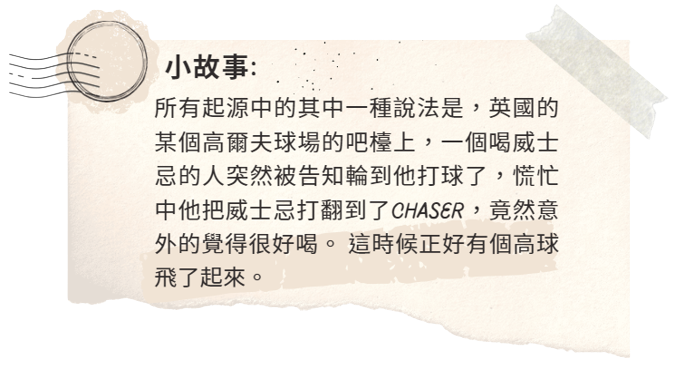 小故事:
所有起源中的其中一種說法是，英國的
某個高爾夫球場的吧檯上，一個喝威士
忌的人突然被告知輪到他打球了，慌忙
中他把威士忌打翻到了CHASER，竟然意
外的覺得很好喝。 這時候正好有個高球
飛了起來。